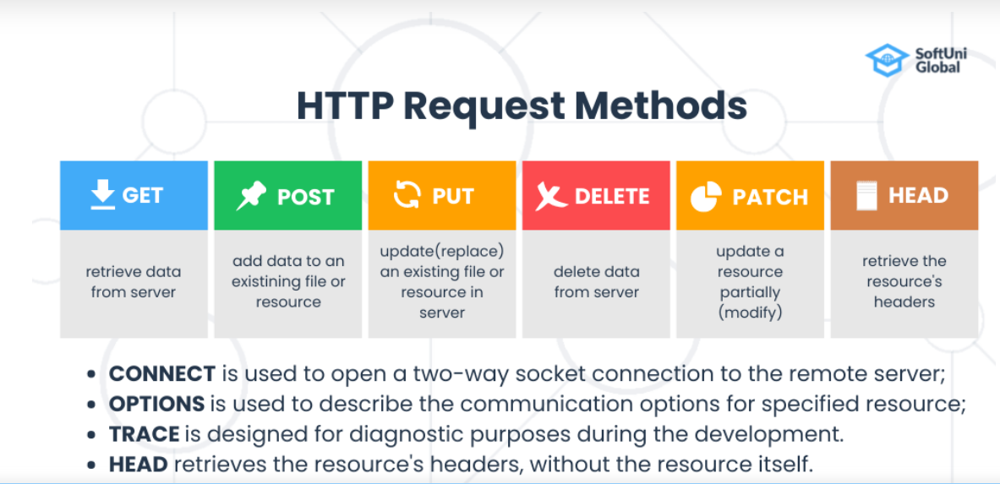 SoftUni
Global
HTTP Request Methods
GET
POST
PUT
DELETE
PATCH
HEAD
retrieve data
from server
add data to an
existining file or
resource
update(replace)
an existing file or
resource in
server
delete data
from server
update a
resource
partially
(modify)
retrieve the
resource's
headers
• CONNECT is used to open a two-way socket connection to the remote server;
• OPTIONS is used to describe the communication options for specified resource;
• TRACE is designed for diagnostic purposes during the development.
• HEAD retrieves the resource's headers, without the resource itself.